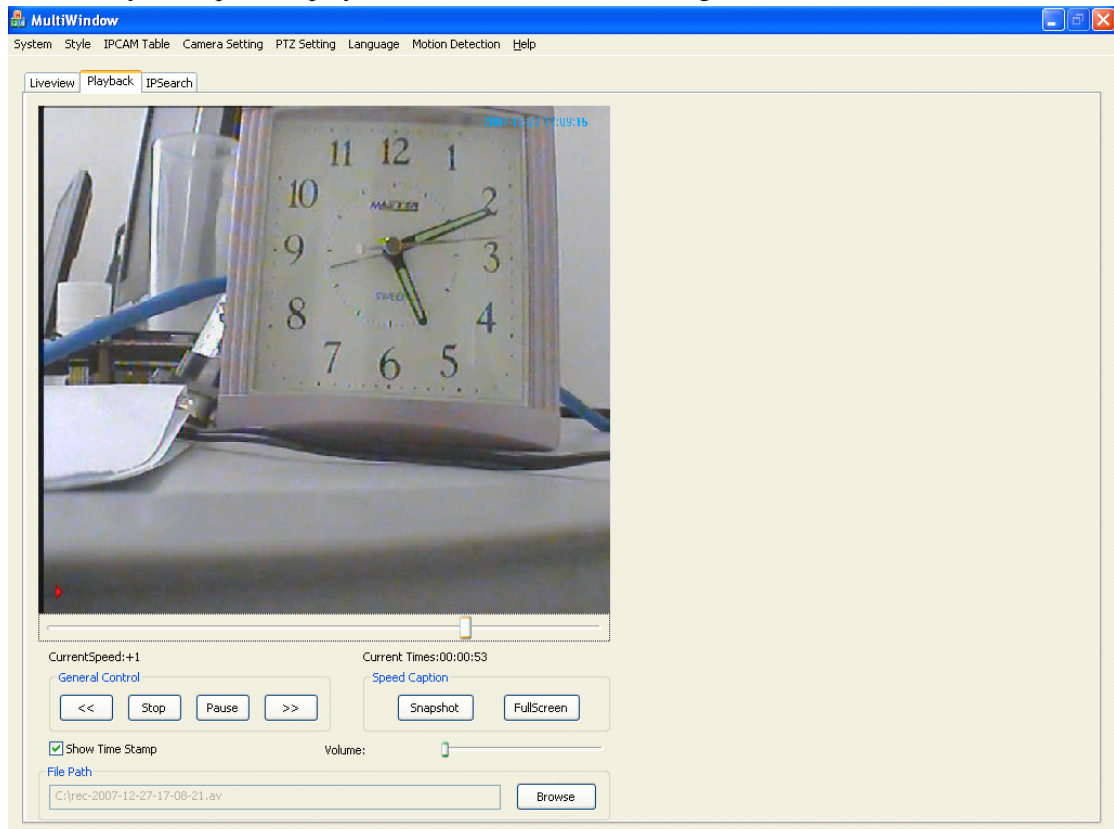 MultiWindow
System Style IPCAM Table Camera Setting PTZ Setting Language Motion Detection Help
Liveview Playback IPSearch
11 12 1
10 2
9 3
8 4
7 6 5
CurrentSpeed:+1 Current Times:00:00:53
General Control Speed Caption
<< Stop Pause >> Snapshot FullScreen
Show Time Stamp Volume:
File Path
C:\rec-2007-12-27-17-08-21.av Browse